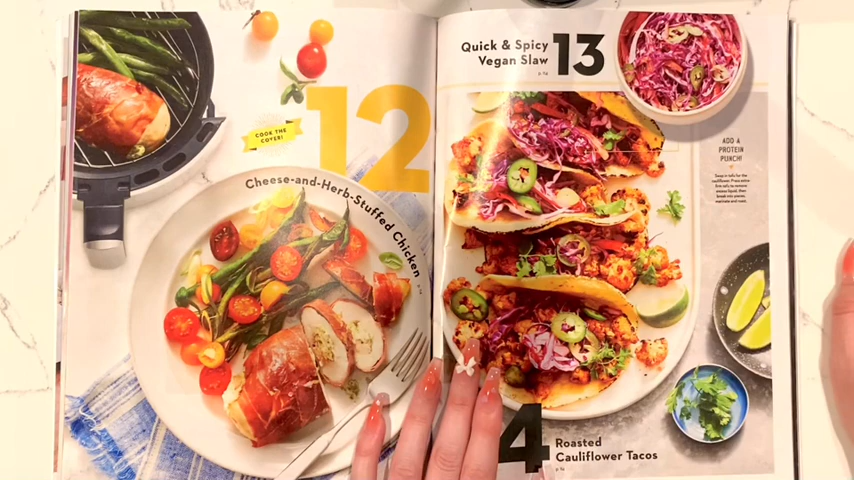 COOK THE
COVER!
12
Cheese-and-Herb-Stuffed Chicken
Quick & Spicy
Vegan Slaw
13
ADD A
PROTEIN
PUNCH!
4
Roasted
Cauliflower Tacos